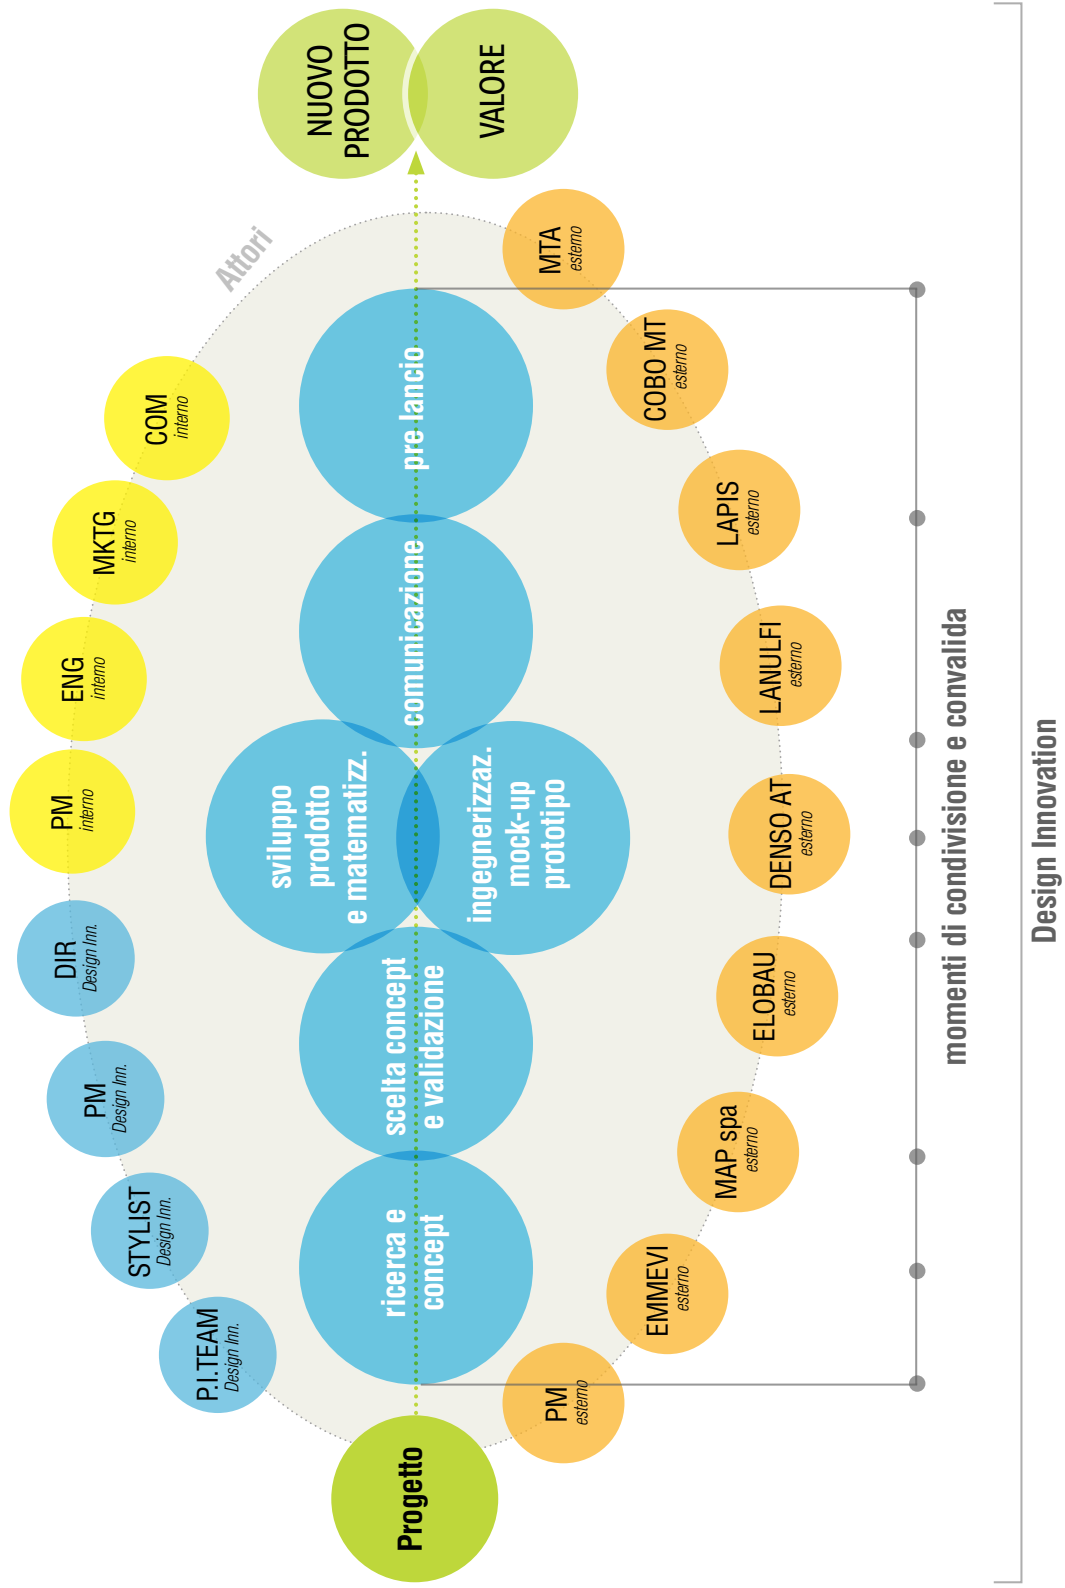 Attori
P.I.TEAM
Design Inn.
STYLIST
Design Inn.
PM
Design Inn.
DIR
Design Inn.
PM
interno
ENG
interno
MKTG
interno
COM
interno
Progetto
ricerca e
concept
scelta concept
e validazione
sviluppo
prodotto
e matematizz.
ingegnerizzaz.
mock-up
prototipo
comunicazione
pre lancio
NUOVO
PRODOTTO
VALORE
PM
esterno
EMMEVI
esterno
MAP spa
esterno
ELOBAU
esterno
DENSO AT
esterno
LANULFI
esterno
LAPIS
esterno
COBO MT
esterno
MTA
esterno
momenti di condivisione e convalida
Design Innovation